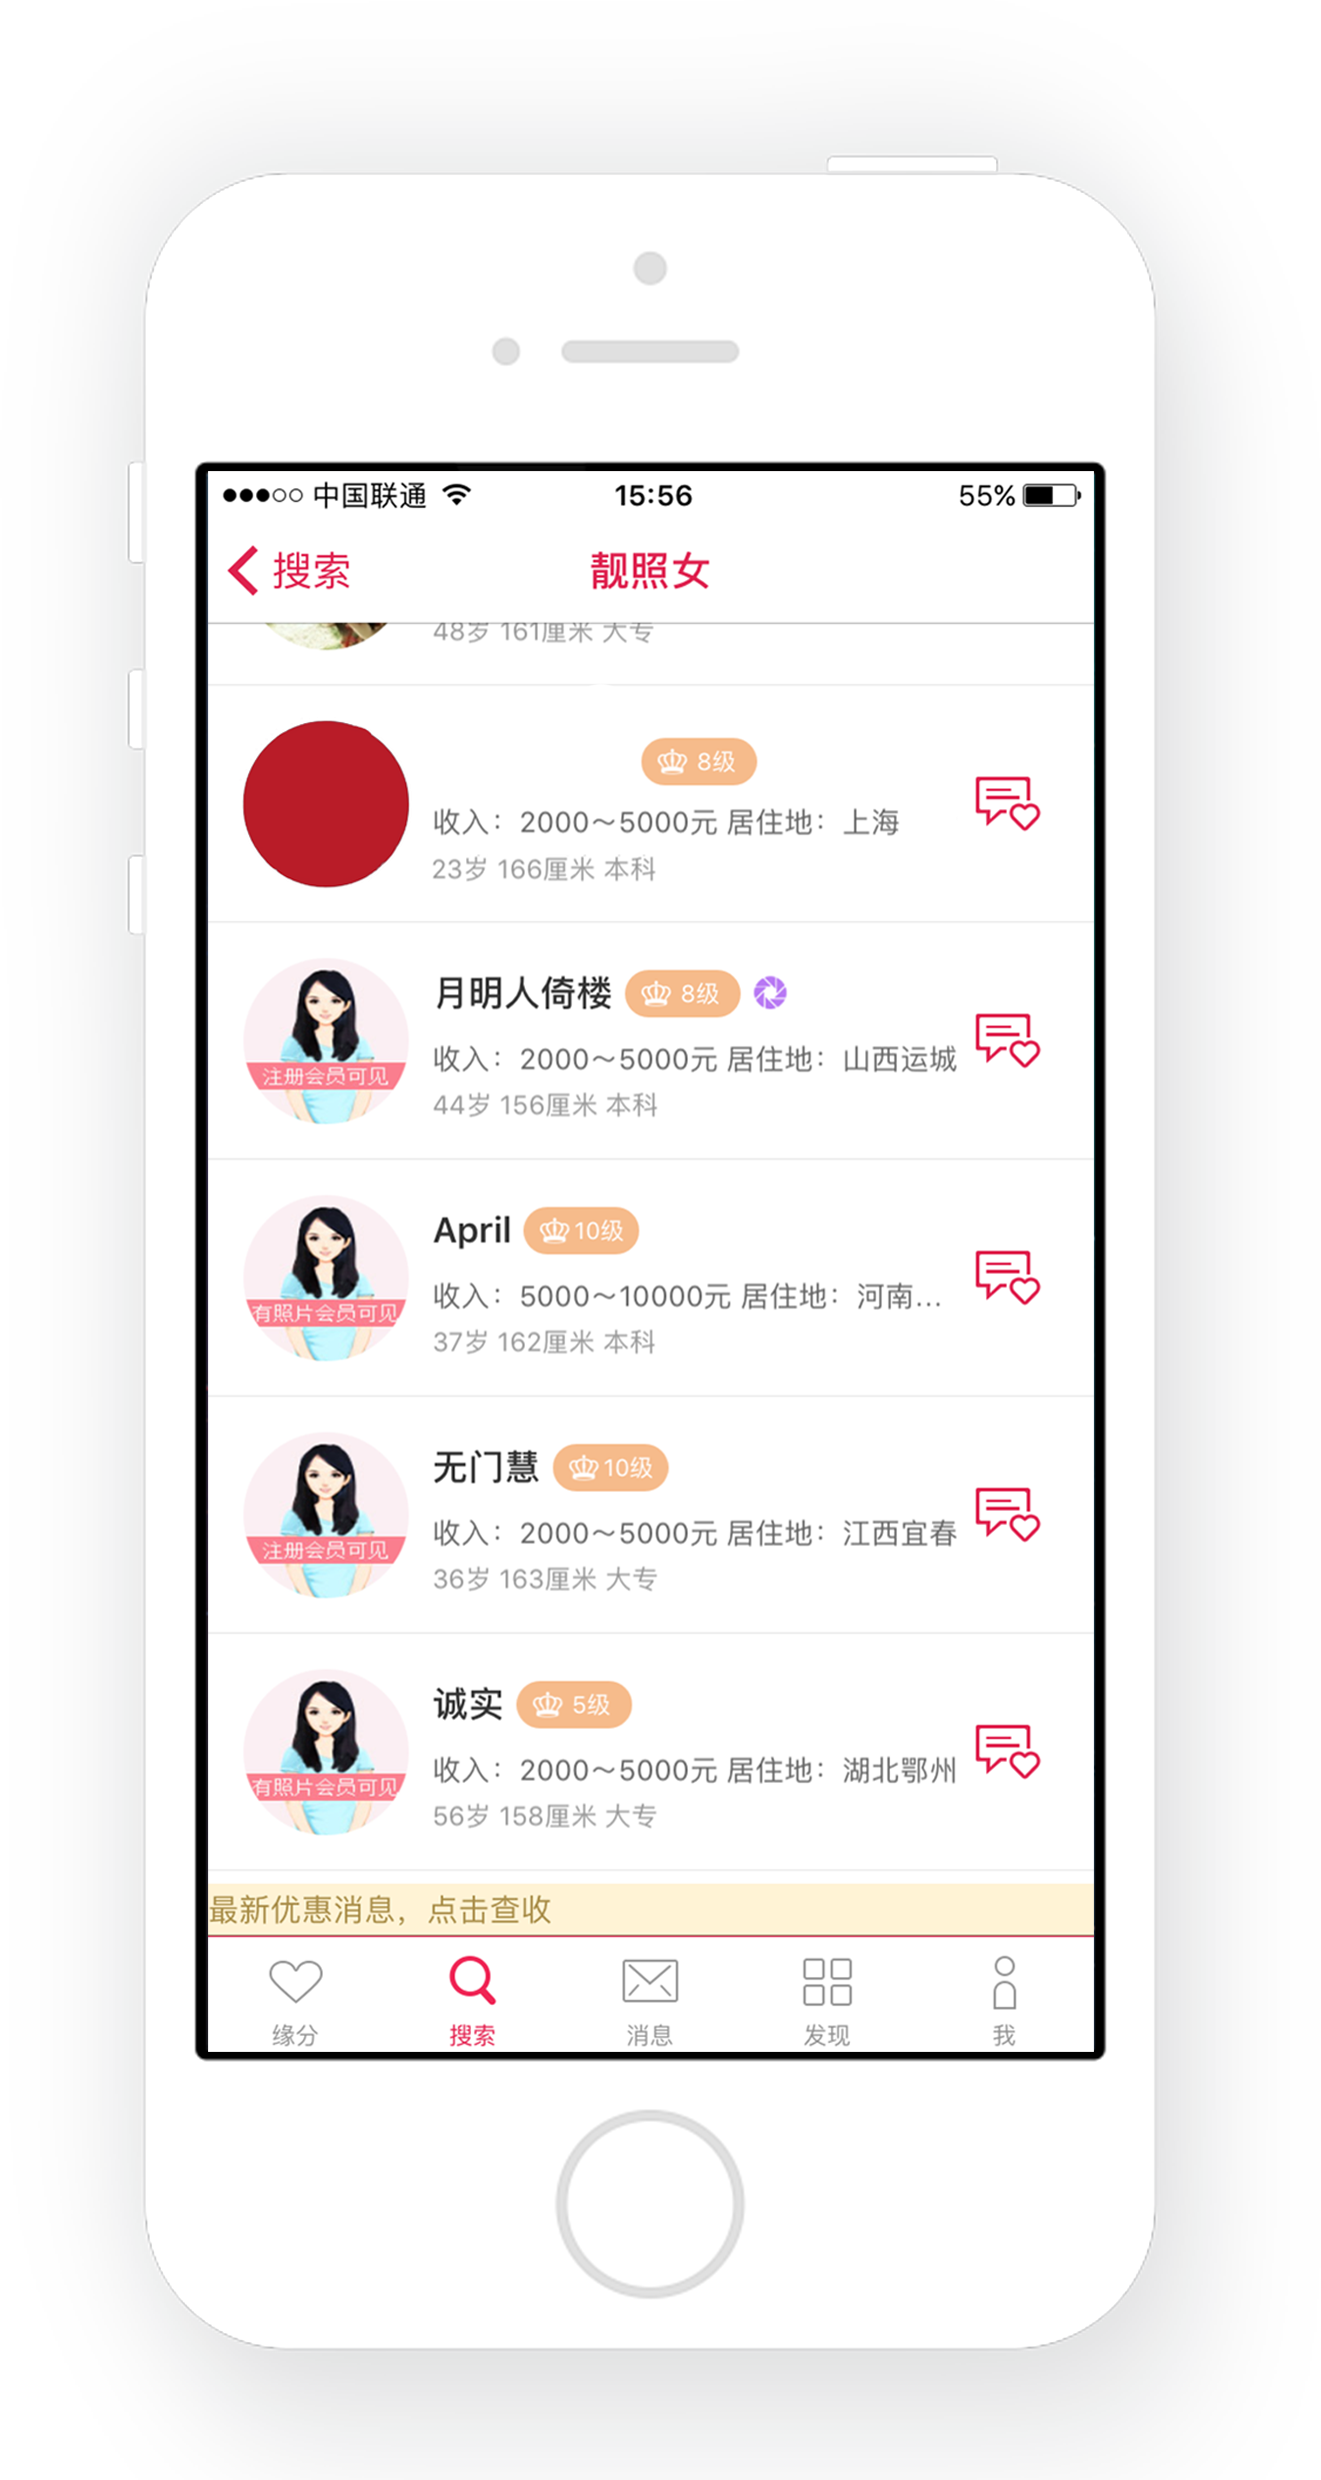 中国联通 15:56 55%
搜索 靓照女
48岁 161厘米 大专
8级
收入：2000～5000元 居住地：上海
23岁 166厘米 本科
月明人倚楼 8级
收入：2000～5000元 居住地：山西运城
注册会员可见
44岁 156厘米 本科
April 10级
收入：5000～10000元 居住地：河南...
有照片会员可见
37岁 162厘米 本科
无门慧 10级
收入：2000～5000元 居住地：江西宜春
注册会员可见
36岁 163厘米 大专
诚实 5级
收入：2000～5000元 居住地：湖北鄂州
有照片会员可见
56岁 158厘米 大专
最新优惠消息，点击查收
缘分 搜索 消息 发现 我